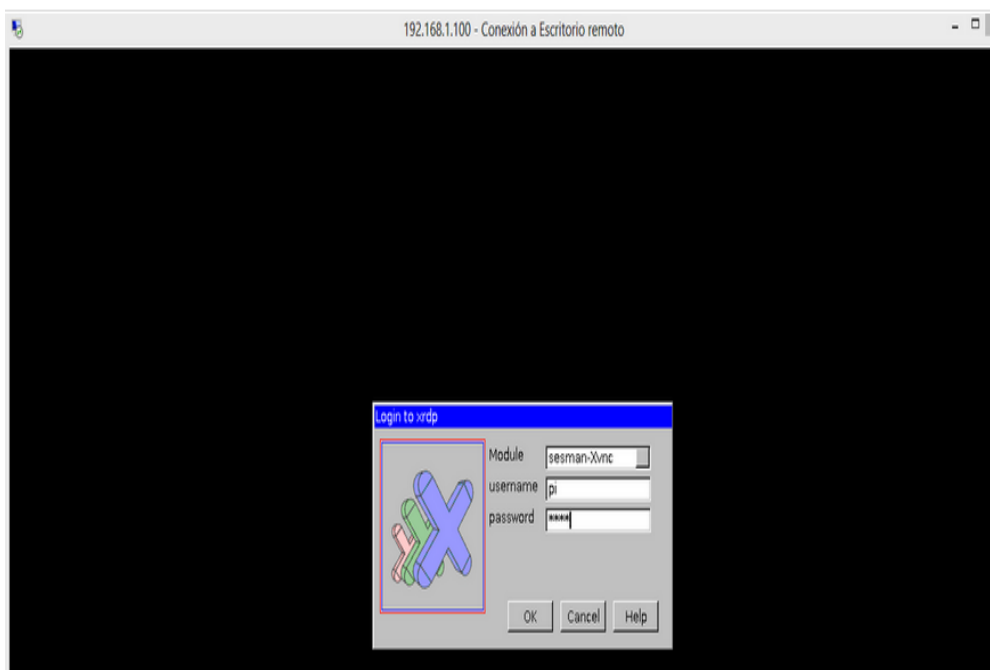 192.168.1.100 - Conexión a Escritorio remoto
Login to xrdp
Module sesman-Xvnc
username pi
password ****
OK Cancel Help